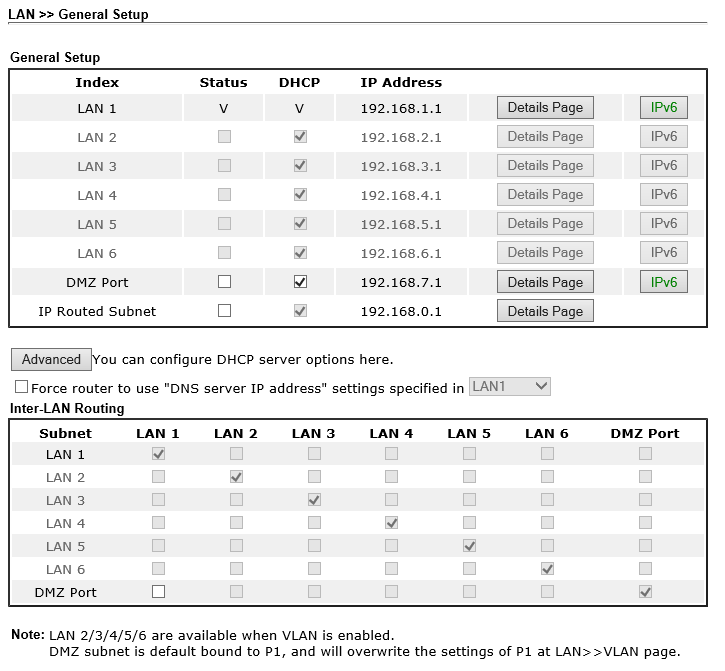 LAN >> General Setup
General Setup
Index Status DHCP IP Address
LAN 1 V V 192.168.1.1 Details Page IPv6
LAN 2 192.168.2.1 Details Page IPv6
LAN 3 192.168.3.1 Details Page IPv6
LAN 4 192.168.4.1 Details Page IPv6
LAN 5 192.168.5.1 Details Page IPv6
LAN 6 192.168.6.1 Details Page IPv6
DMZ Port 192.168.7.1 Details Page IPv6
IP Routed Subnet 192.168.0.1 Details Page
Advanced You can configure DHCP server options here.
Force router to use "DNS server IP address" settings specified in LAN1
Inter-LAN Routing
Subnet LAN 1 LAN 2 LAN 3 LAN 4 LAN 5 LAN 6 DMZ Port
LAN 1
LAN 2
LAN 3
LAN 4
LAN 5
LAN 6
DMZ Port
Note: LAN 2/3/4/5/6 are available when VLAN is enabled.
DMZ subnet is default bound to P1, and will overwrite the settings of P1 at LAN>>VLAN page.